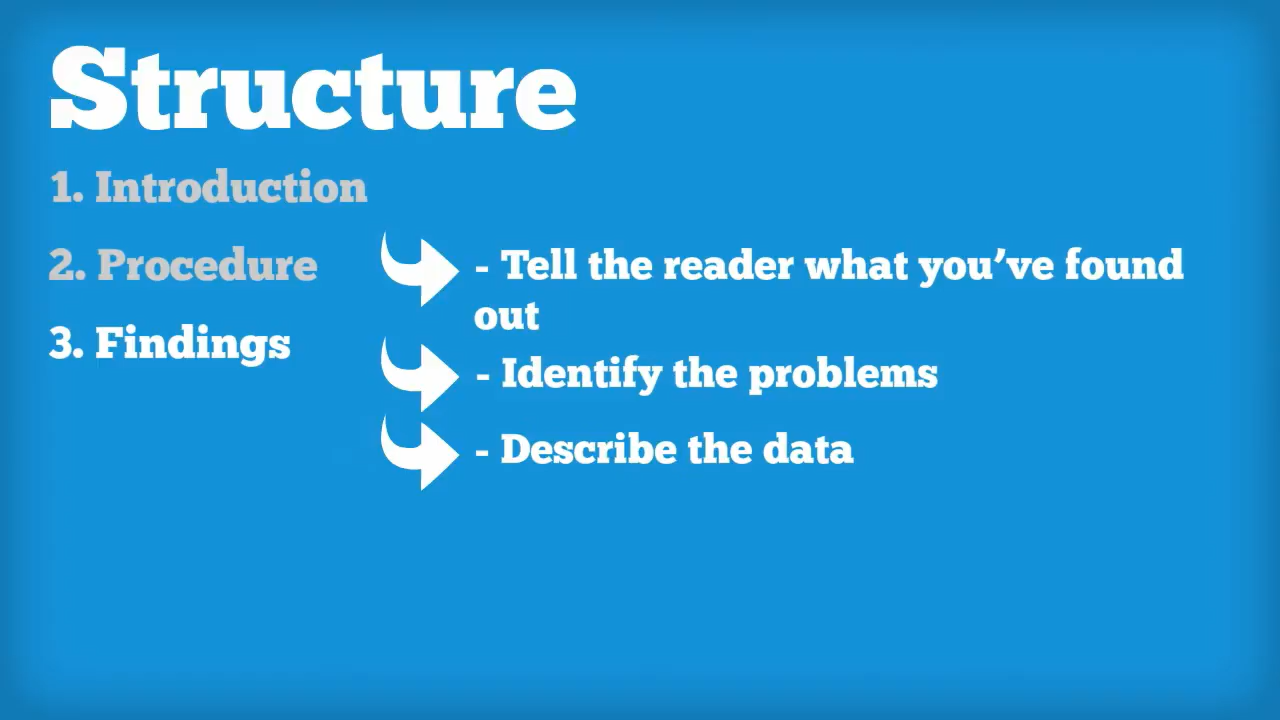 Structure
1. Introduction
2. Procedure
3. Findings
- Tell the reader what you’ve found
out
- Identify the problems
- Describe the data